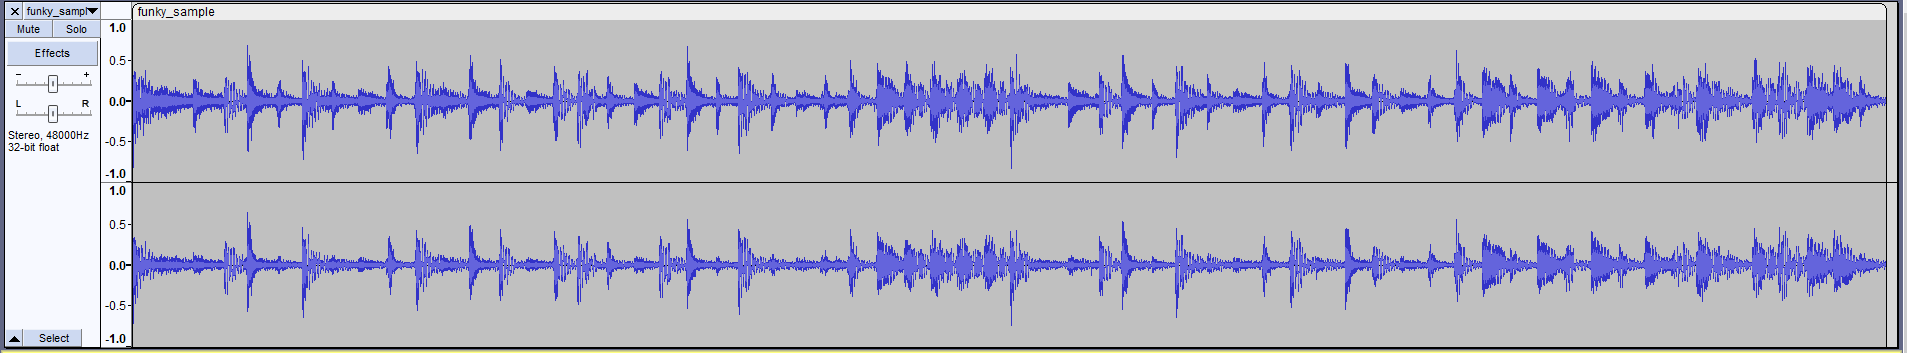 × funky_sampl
funky_sample
Mute Solo
Effects
- +
L R
Stereo, 48000Hz
32-bit float
Select
1.0
0.5
0.0
-0.5
-1.0
1.0
0.5
0.0
-0.5
-1.0